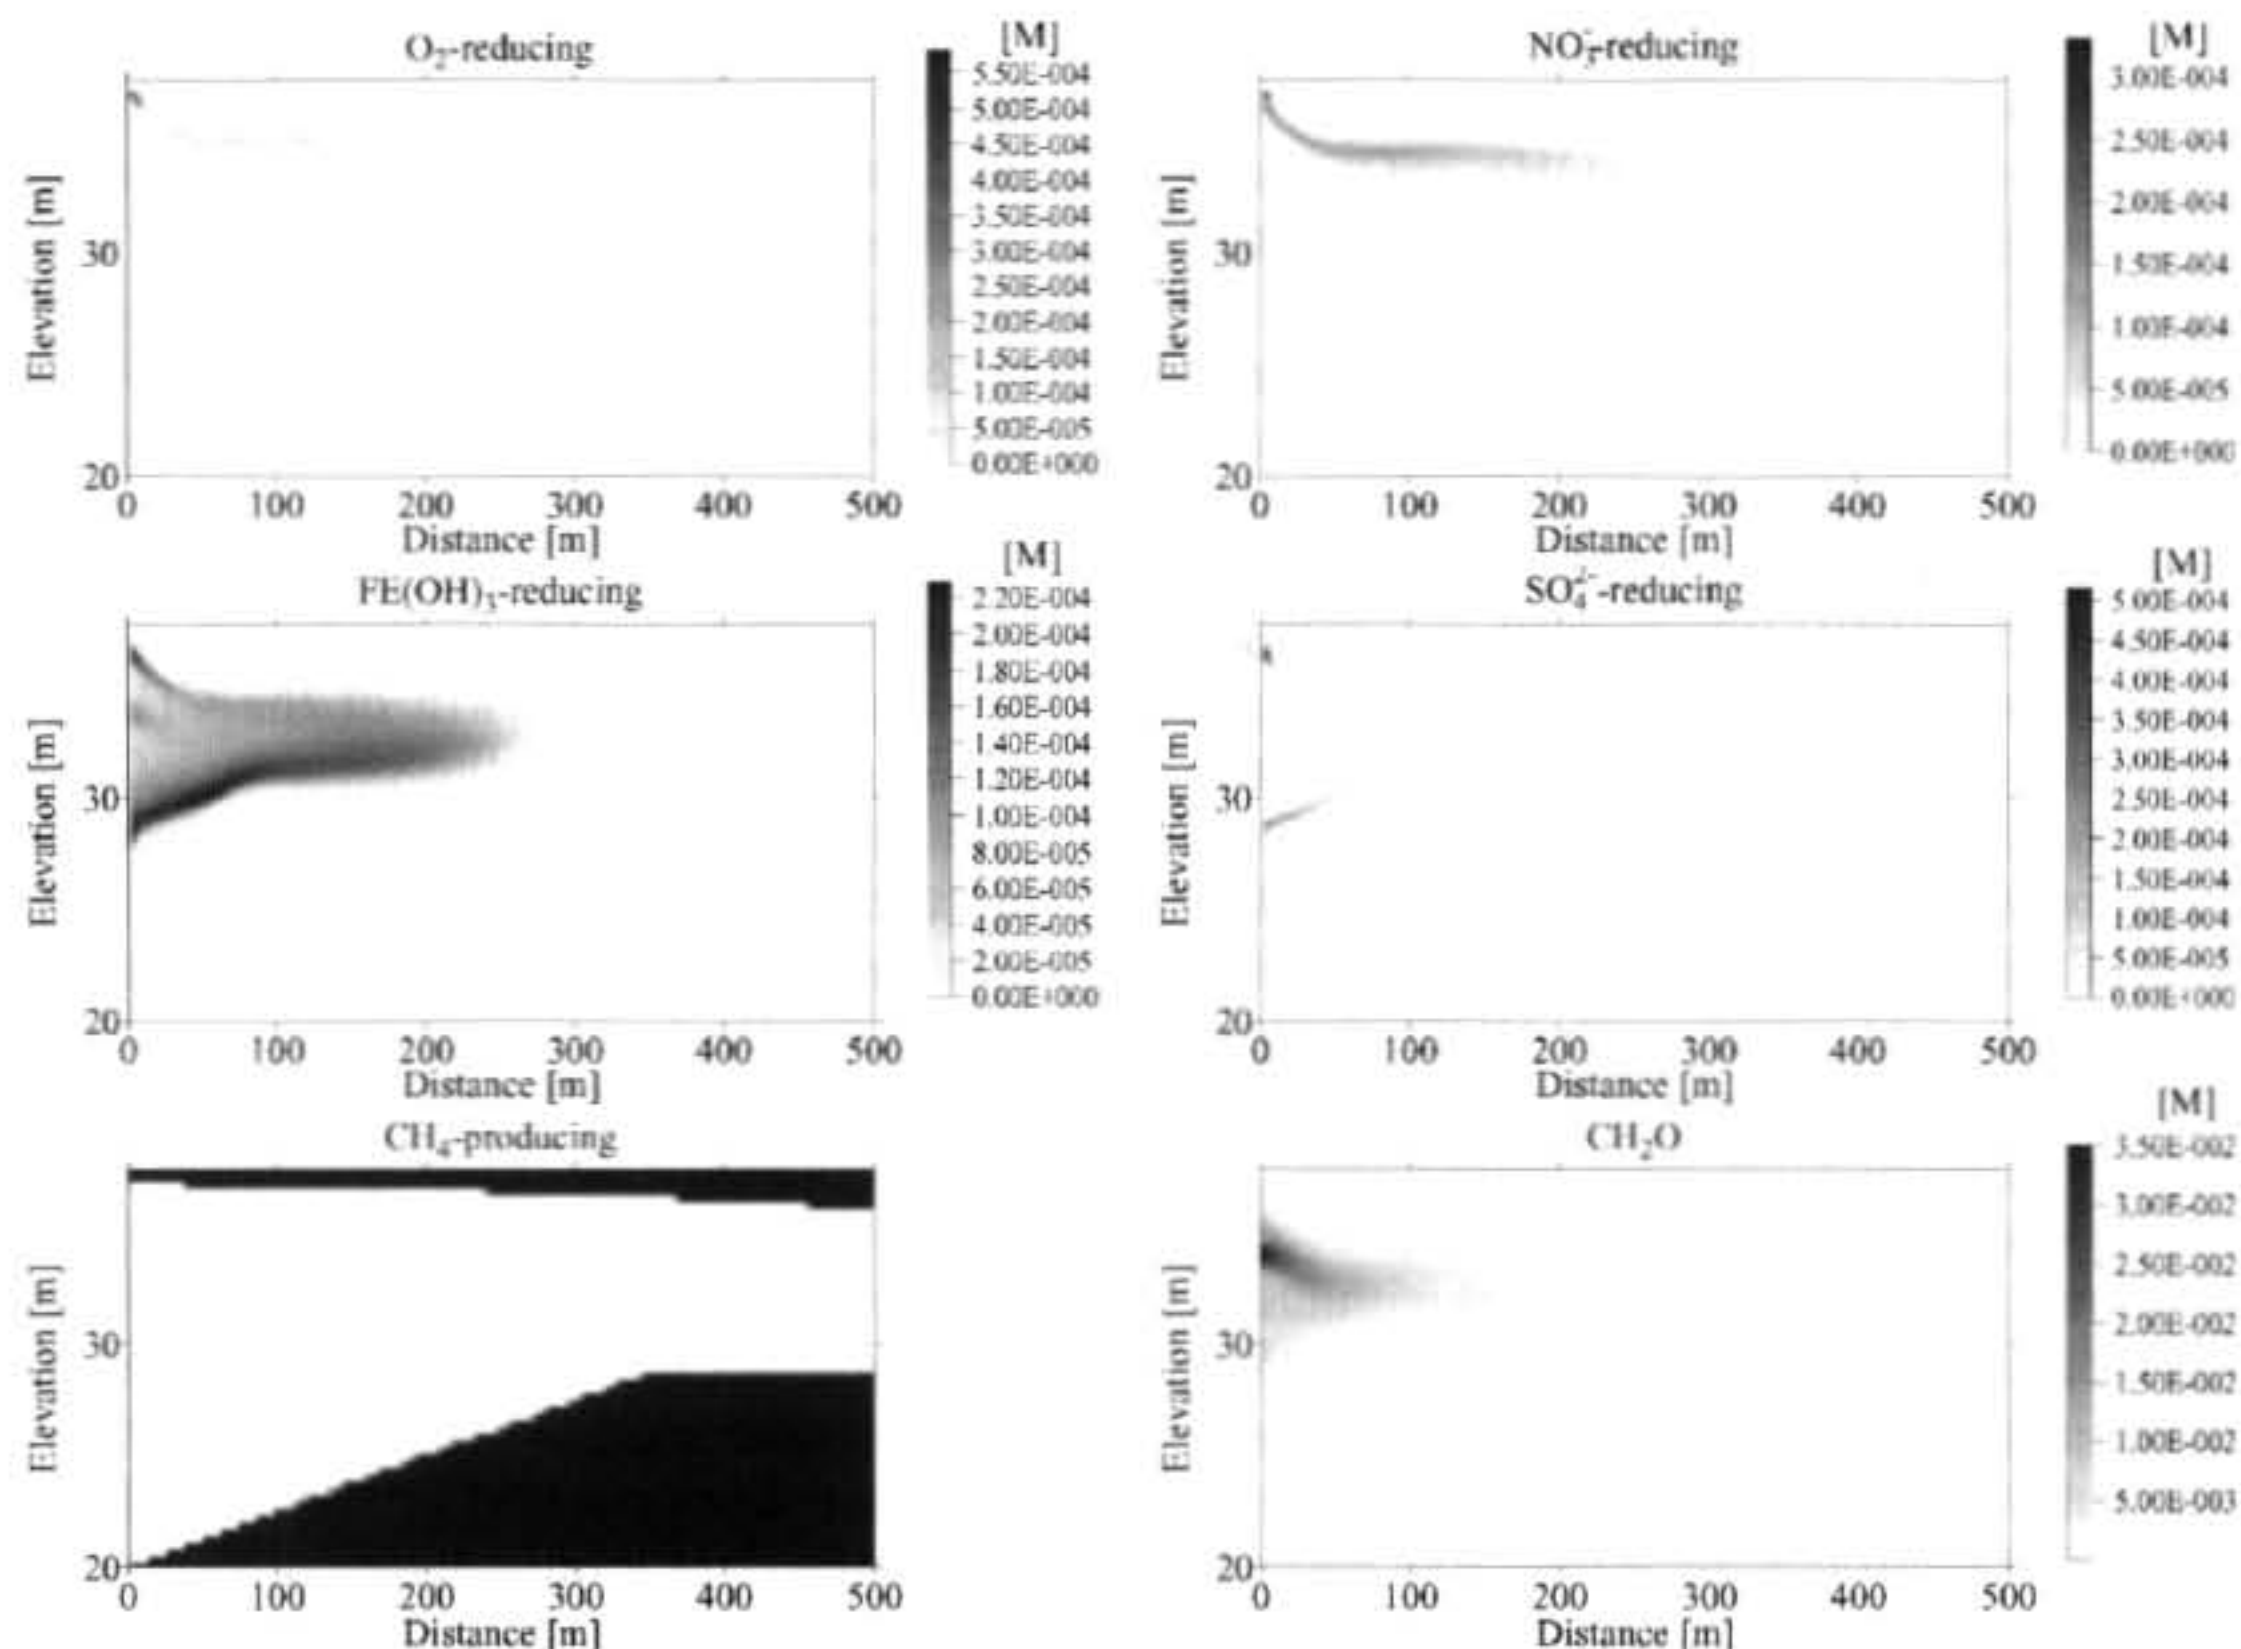 O₂-reducing
[M]
5.50E-004
5.00E-004
4.50E-004
4.00E-004
3.50E-004
3.00E-004
2.50E-004
2.00E-004
1.50E-004
1.00E-004
5.00E-005
0.00E+000
Elevation [m]
30
20
0 100 200 300 400 500
Distance [m]
NO₃⁻-reducing
[M]
3.00E-004
2.50E-004
2.00E-004
1.50E-004
1.00E-004
5.00E-005
0.00E+000
Elevation [m]
30
20
0 100 200 300 400 500
Distance [m]
FE(OH)₃-reducing
[M]
2.20E-004
2.00E-004
1.80E-004
1.60E-004
1.40E-004
1.20E-004
1.00E-004
8.00E-005
6.00E-005
4.00E-005
2.00E-005
0.00E+000
Elevation [m]
30
20
0 100 200 300 400 500
Distance [m]
SO₄²⁻-reducing
[M]
5.00E-004
4.50E-004
4.00E-004
3.50E-004
3.00E-004
2.50E-004
2.00E-004
1.50E-004
1.00E-004
5.00E-005
0.00E+000
Elevation [m]
30
20
0 100 200 300 400 500
Distance [m]
CH₄-producing
Elevation [m]
30
20
0 100 200 300 400 500
Distance [m]
CH₂O
[M]
3.50E-002
3.00E-002
2.50E-002
2.00E-002
1.50E-002
1.00E-002
5.00E-003
Elevation [m]
30
20
0 100 200 300 400 500
Distance [m]